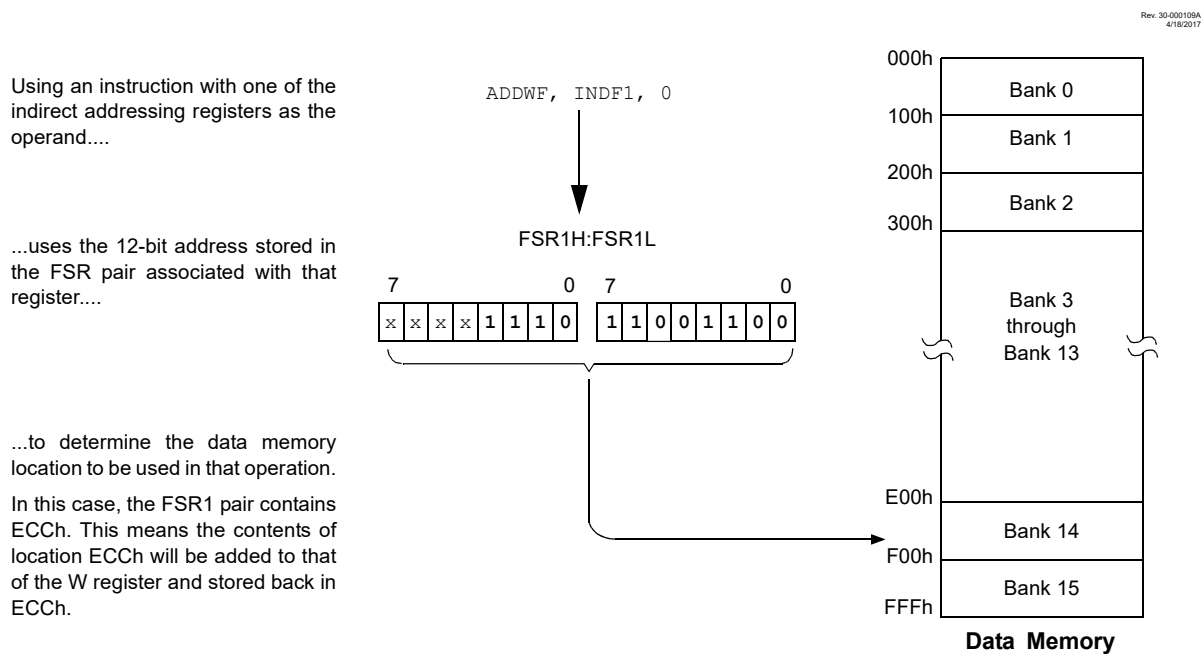 Rev. 30-000109A
4/18/2017
Using an instruction with one of the
indirect addressing registers as the
operand....
ADDWF, INDF1, 0
...uses the 12-bit address stored in
the FSR pair associated with that
register....
FSR1H:FSR1L
7 0 7 0
x x x x 1 1 1 0 1 1 0 0 1 1 0 0
...to determine the data memory
location to be used in that operation.
In this case, the FSR1 pair contains
ECCh. This means the contents of
location ECCh will be added to that
of the W register and stored back in
ECCh.
000h
Bank 0
100h
Bank 1
200h
Bank 2
300h
Bank 3
through
Bank 13
E00h
Bank 14
F00h
Bank 15
FFFh
Data Memory